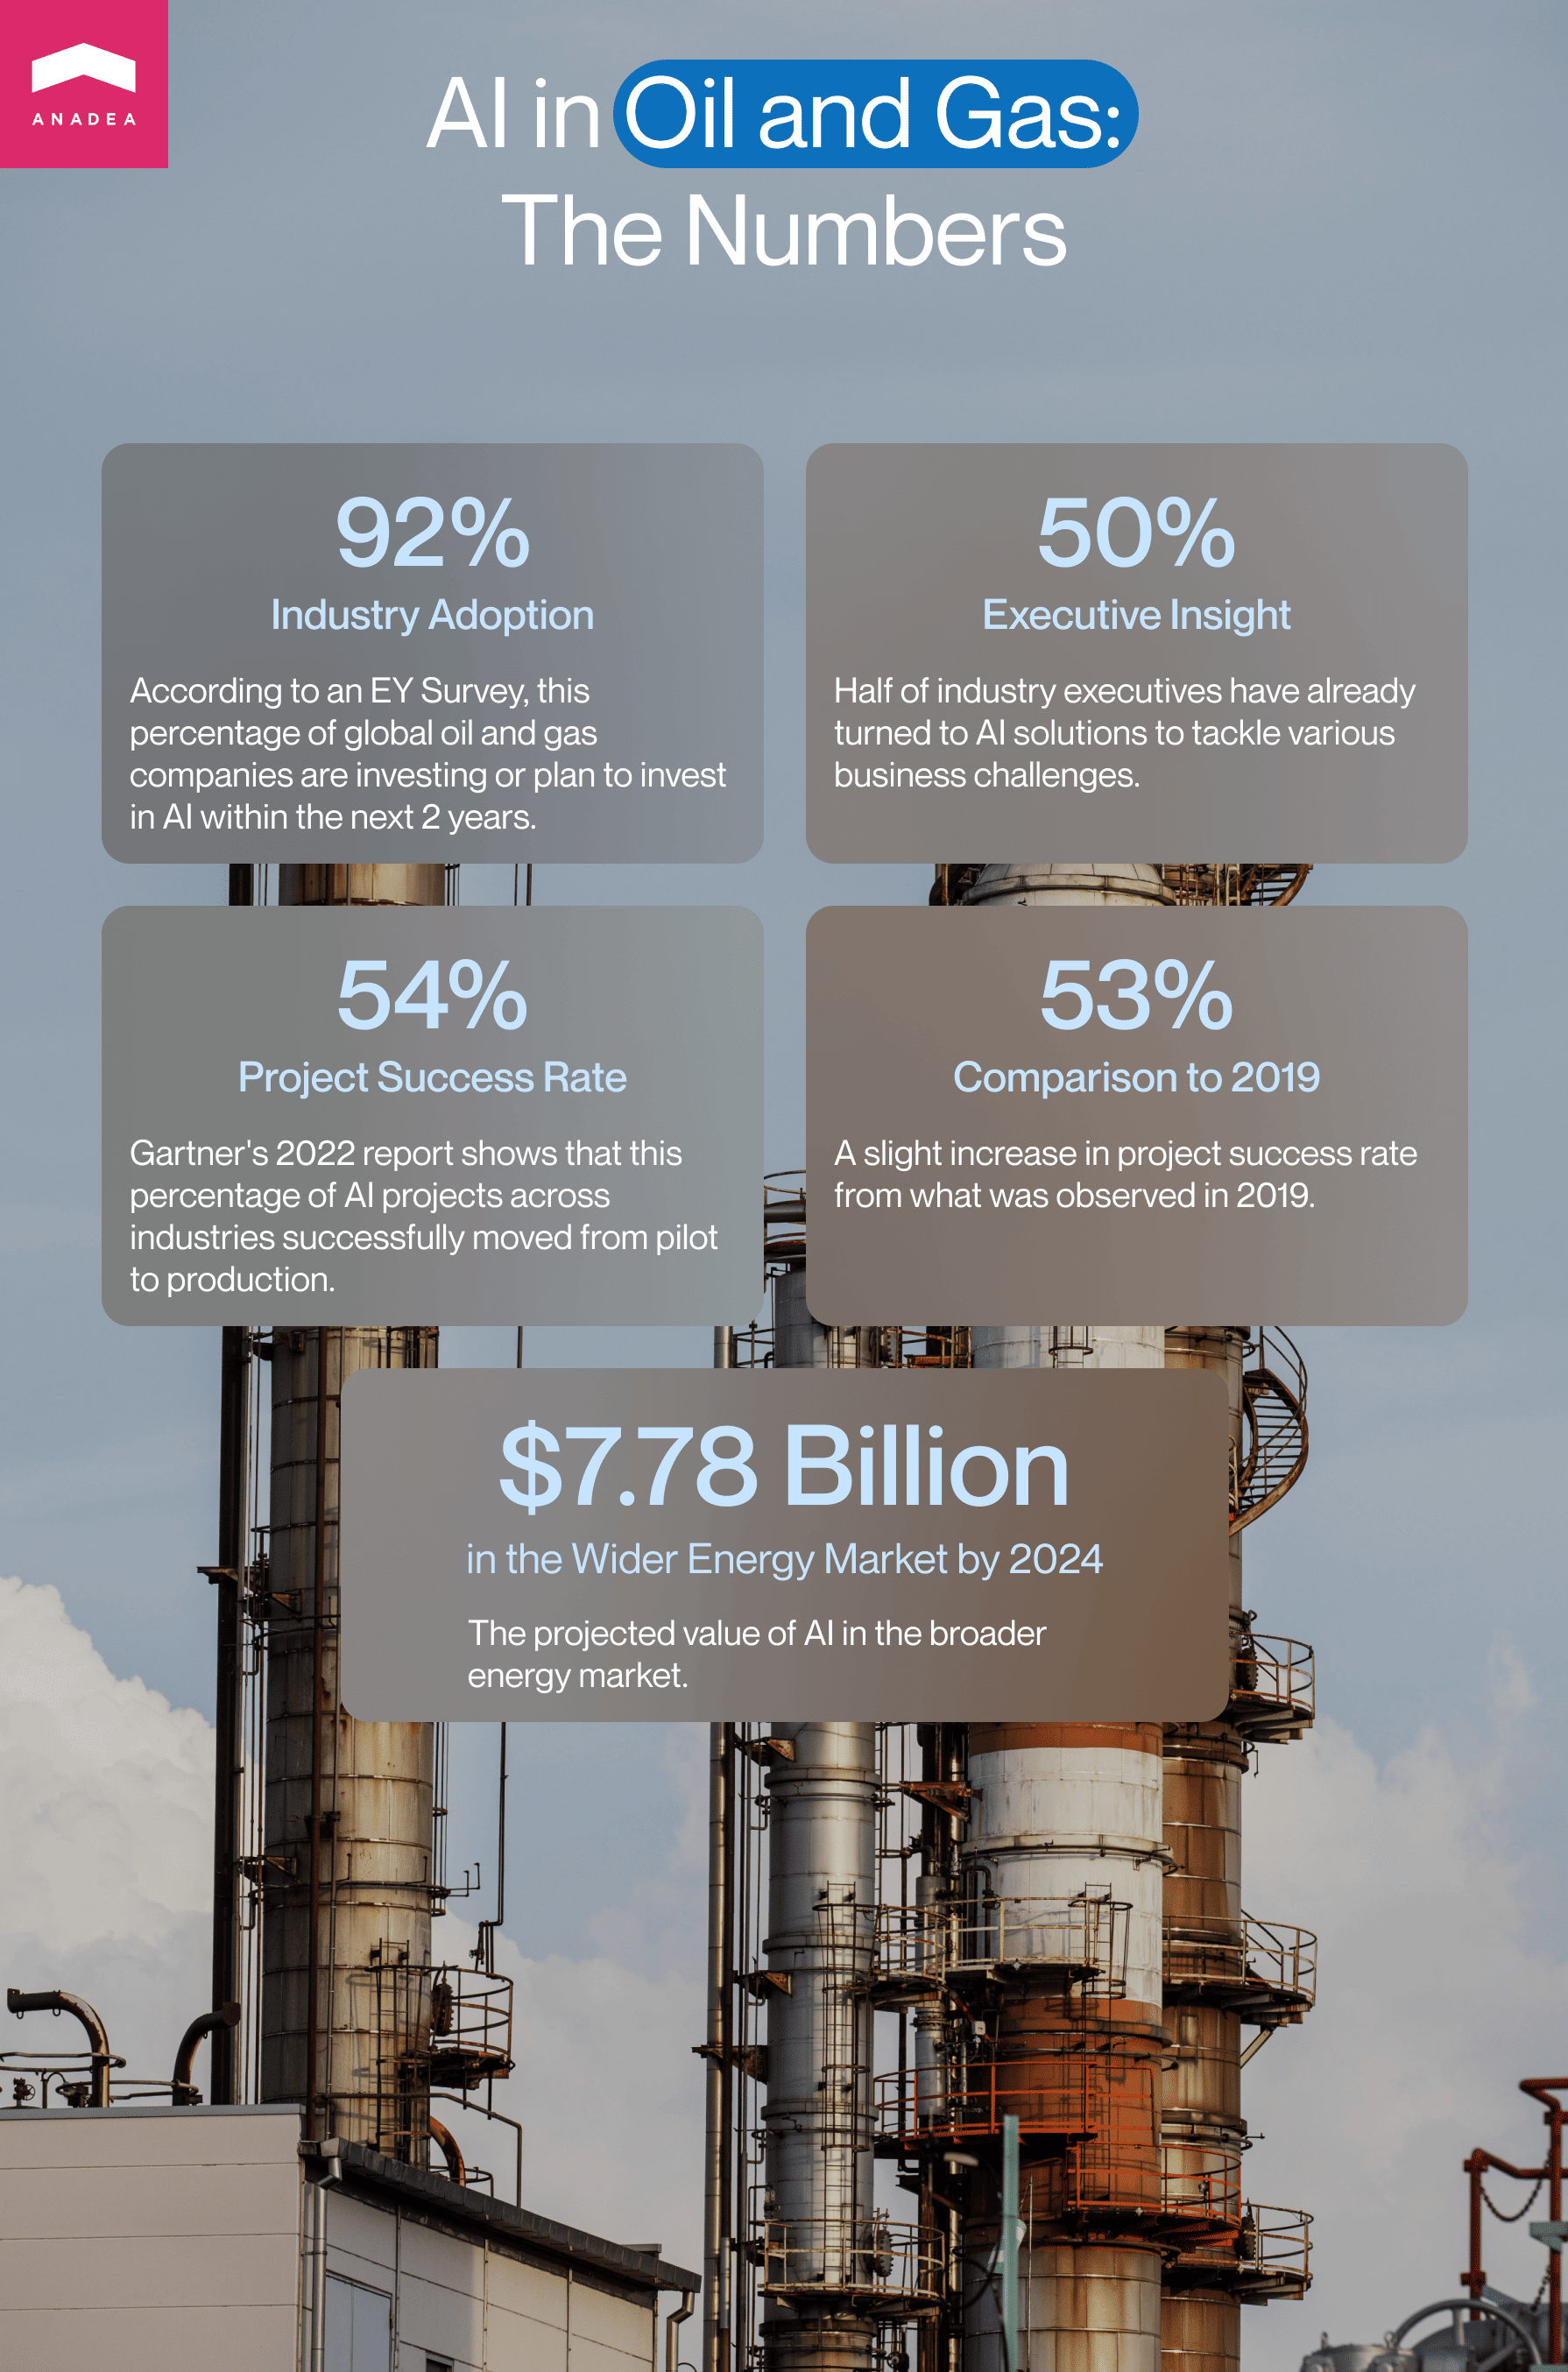 ANADEA
AI in Oil and Gas:
The Numbers
92%
Industry Adoption
According to an EY Survey, this
percentage of global oil and gas
companies are investing or plan to invest
in AI within the next 2 years.
50%
Executive Insight
Half of industry executives have already
turned to AI solutions to tackle various
business challenges.
54%
Project Success Rate
Gartner's 2022 report shows that this
percentage of AI projects across
industries successfully moved from pilot
to production.
53%
Comparison to 2019
A slight increase in project success rate
from what was observed in 2019.
$7.78 Billion
in the Wider Energy Market by 2024
The projected value of AI in the broader
energy market.